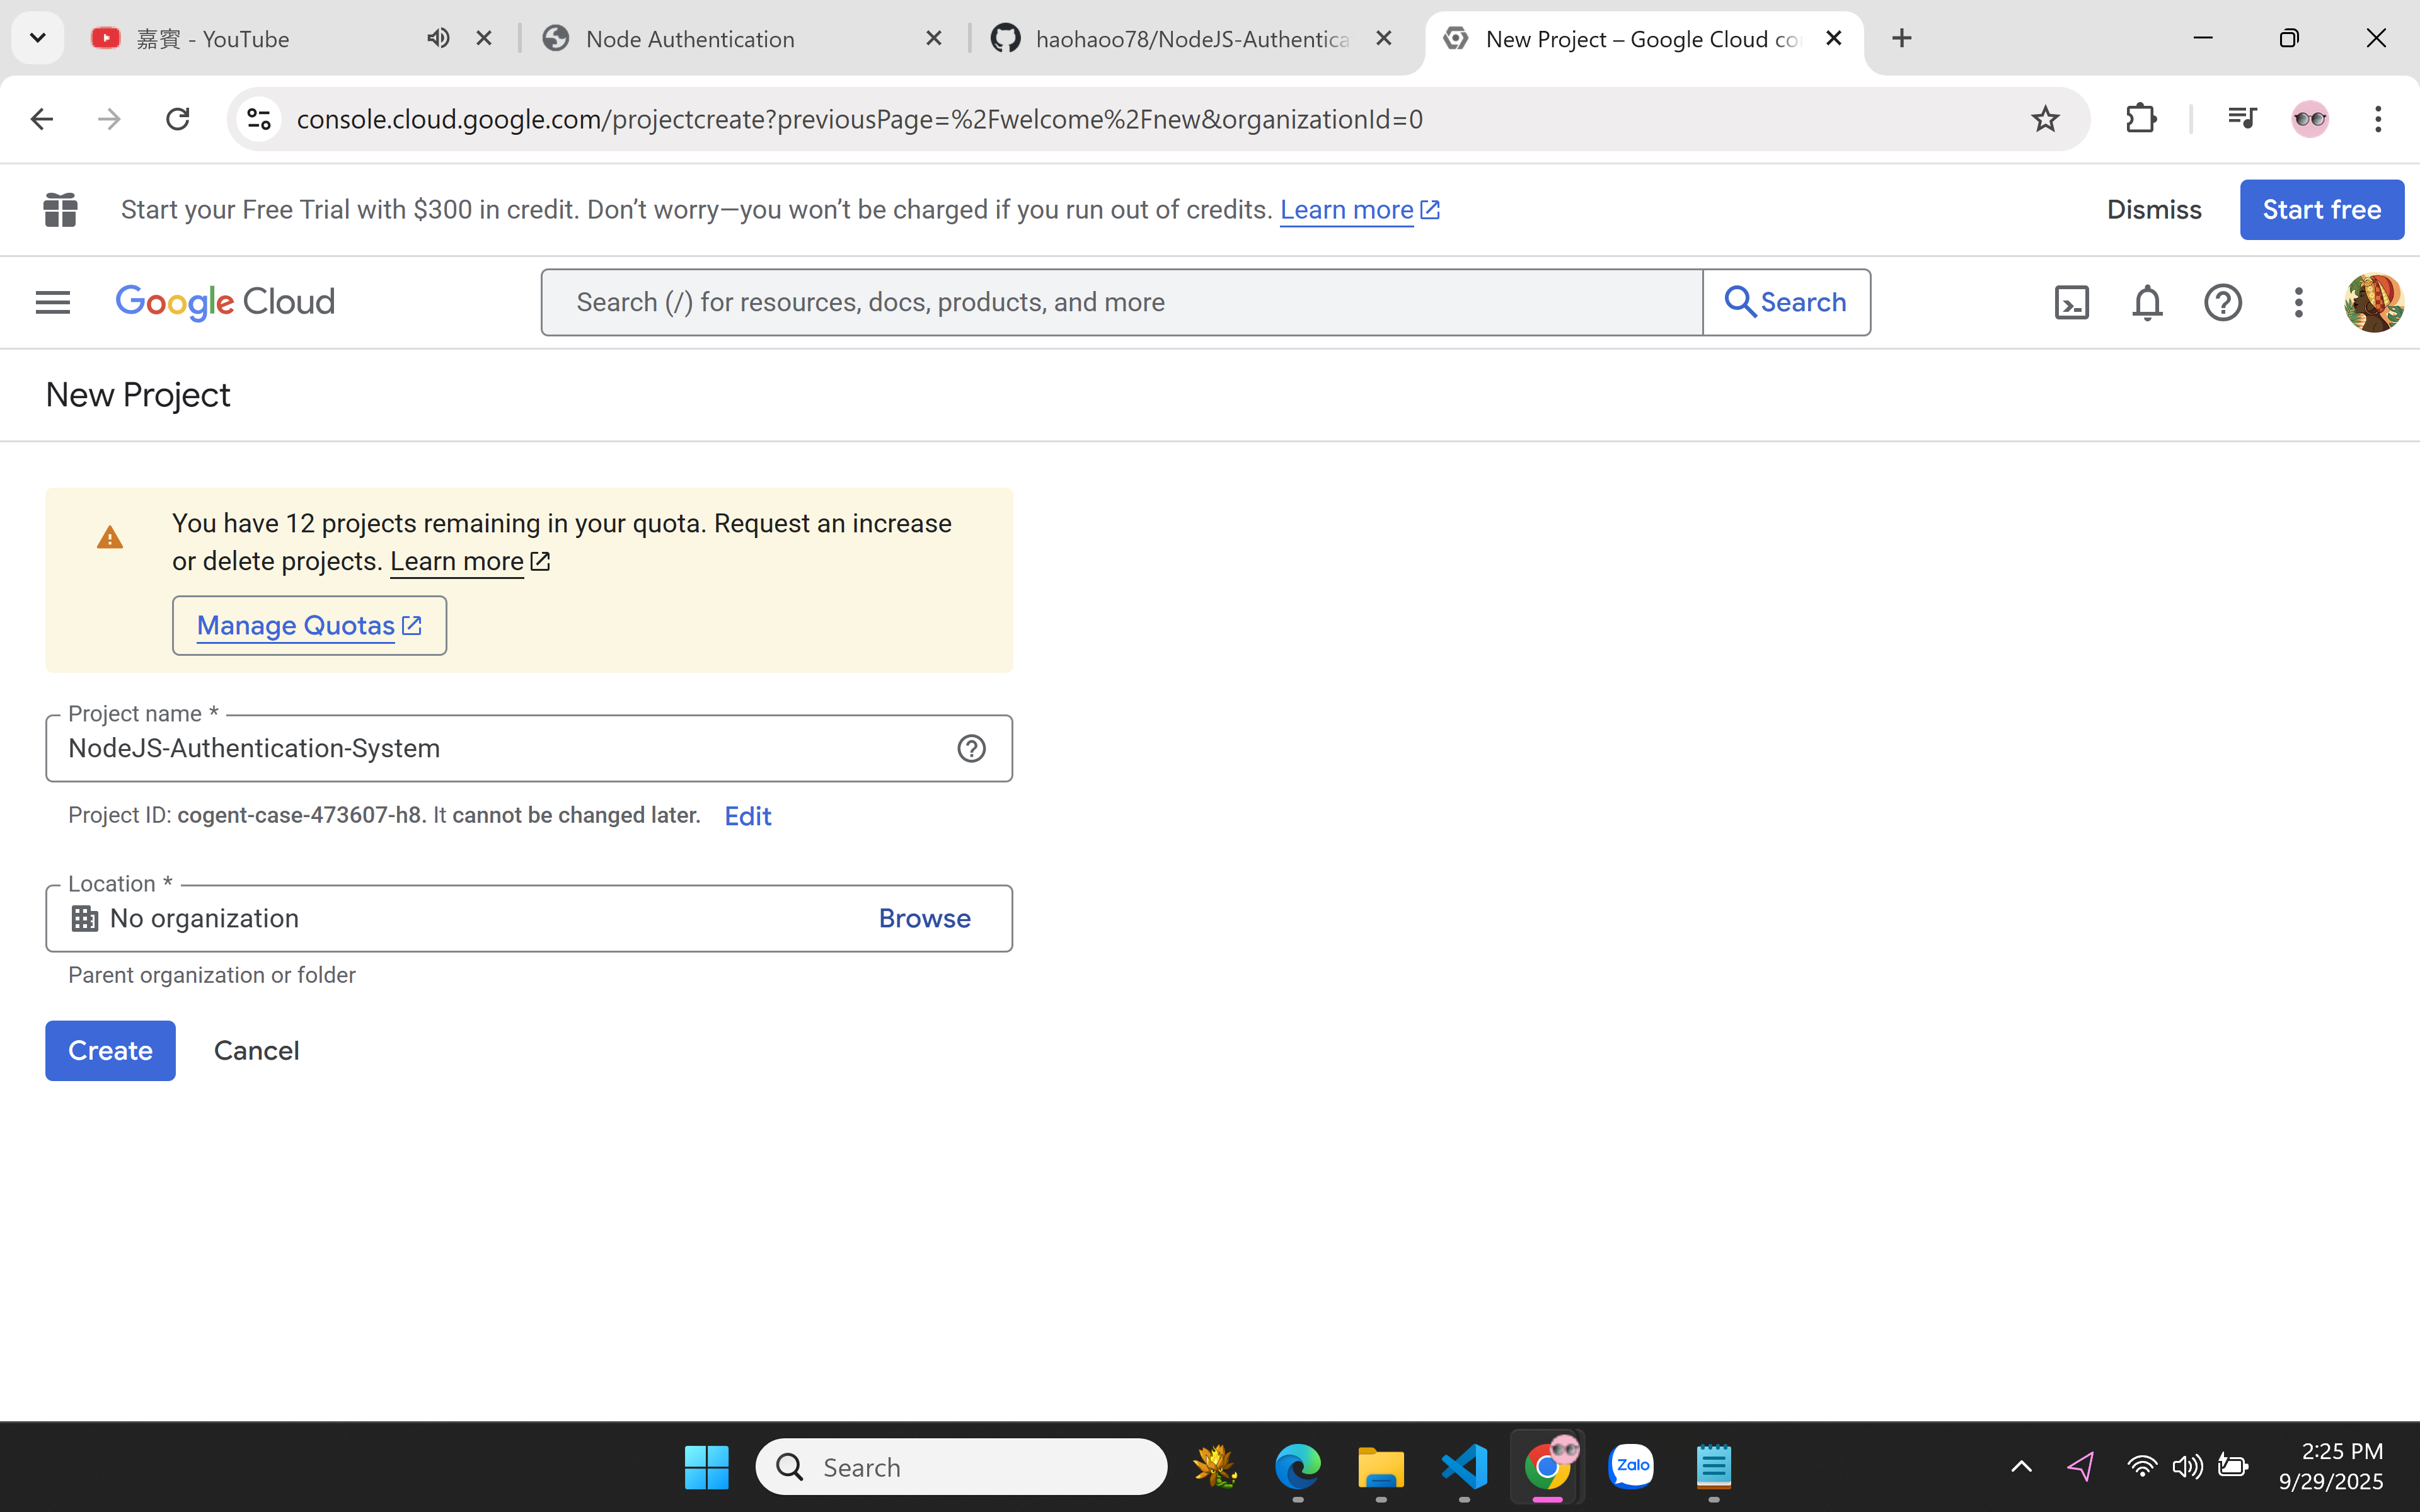 嘉賓 - YouTube
Node Authentication
haohaoo78/NodeJS-Authentica
New Project – Google Cloud co
console.cloud.google.com/projectcreate?previousPage=%2Fwelcome%2Fnew&organizationId=0
Start your Free Trial with $300 in credit. Don’t worry—you won’t be charged if you run out of credits. Learn more
Dismiss
Start free
Google Cloud
Search (/) for resources, docs, products, and more
Search
New Project
You have 12 projects remaining in your quota. Request an increase
or delete projects. Learn more
Manage Quotas
Project name *
NodeJS-Authentication-System
Project ID: cogent-case-473607-h8. It cannot be changed later. Edit
Location *
No organization
Browse
Parent organization or folder
Create
Cancel
Search
Zalo
2:25 PM
9/29/2025